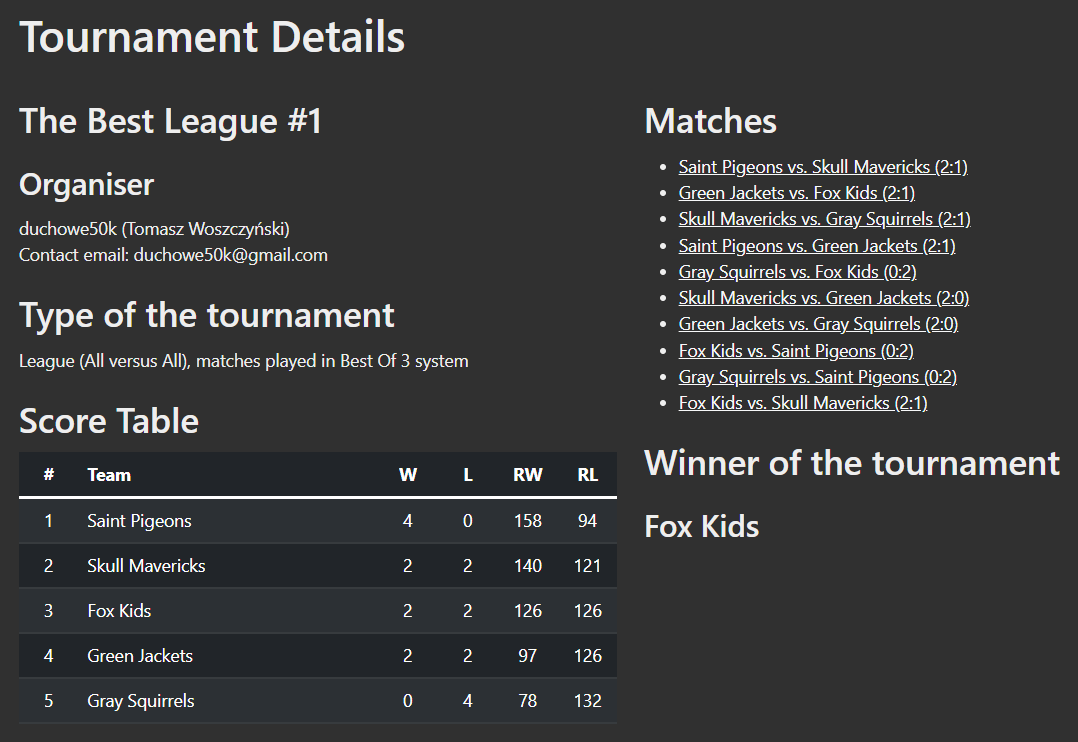 Tournament Details
The Best League #1
Organiser
duchowe50k (Tomasz Woszczyński)
Contact email: duchowe50k@gmail.com
Type of the tournament
League (All versus All), matches played in Best Of 3 system
Score Table
# Team W L RW RL
1 Saint Pigeons 4 0 158 94
2 Skull Mavericks 2 2 140 121
3 Fox Kids 2 2 126 126
4 Green Jackets 2 2 97 126
5 Gray Squirrels 0 4 78 132
Matches
• Saint Pigeons vs. Skull Mavericks (2:1)
• Green Jackets vs. Fox Kids (2:1)
• Skull Mavericks vs. Gray Squirrels (2:1)
• Saint Pigeons vs. Green Jackets (2:1)
• Gray Squirrels vs. Fox Kids (0:2)
• Skull Mavericks vs. Green Jackets (2:0)
• Green Jackets vs. Gray Squirrels (2:0)
• Fox Kids vs. Saint Pigeons (0:2)
• Gray Squirrels vs. Saint Pigeons (0:2)
• Fox Kids vs. Skull Mavericks (2:1)
Winner of the tournament
Fox Kids